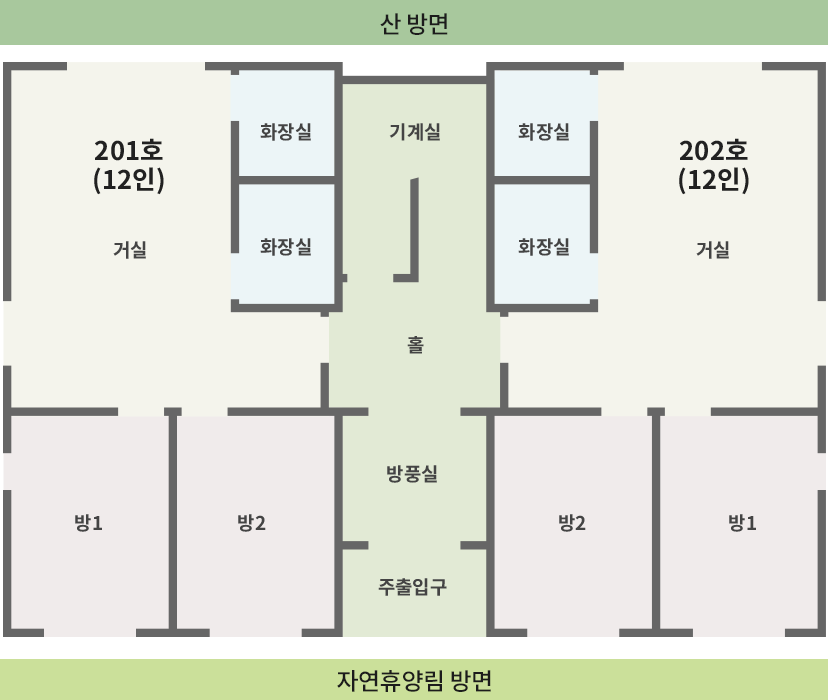 산 방면
201호
(12인)
거실
화장실
화장실
기계실
화장실
화장실
202호
(12인)
거실
홀
방풍실
방1
방2
방2
방1
주출입구
자연휴양림 방면